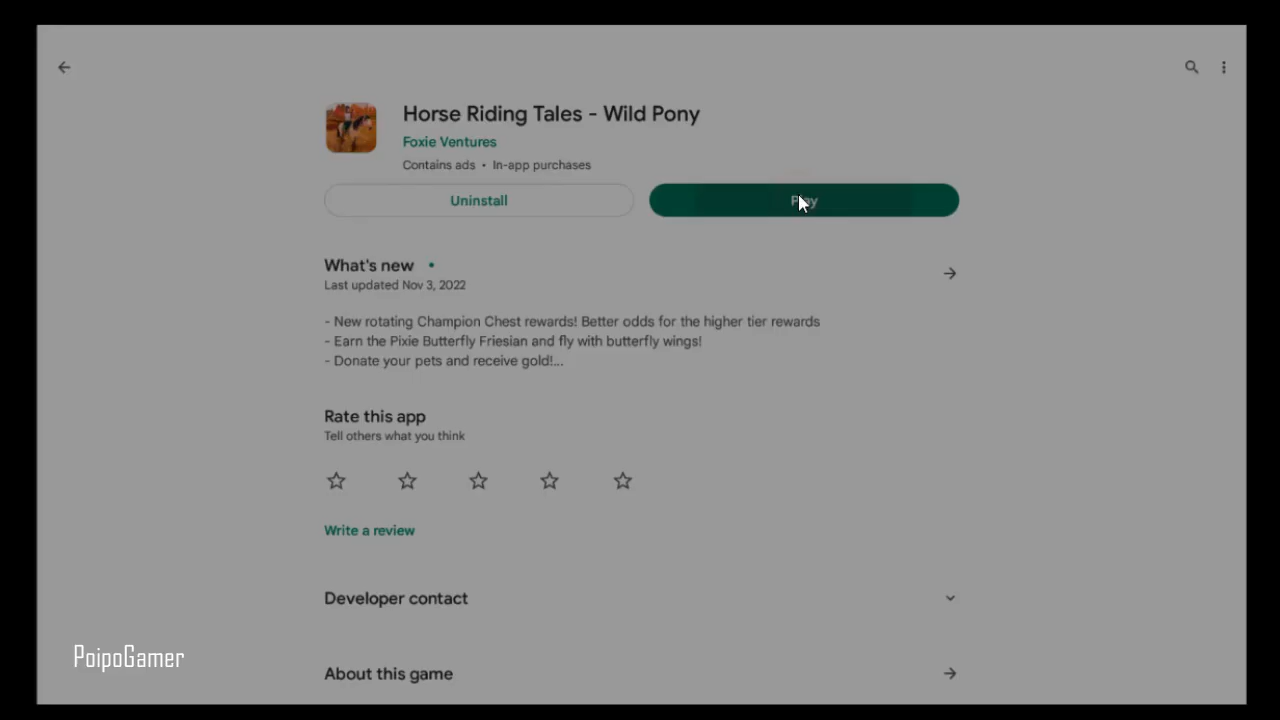 Horse Riding Tales - Wild Pony
Foxie Ventures
Contains ads • In-app purchases
Uninstall
Play
What's new •
Last updated Nov 3, 2022
- New rotating Champion Chest rewards! Better odds for the higher tier rewards
- Earn the Pixie Butterfly Friesian and fly with butterfly wings!
- Donate your pets and receive gold!...
Rate this app
Tell others what you think
Write a review
Developer contact
PoipoGamer
About this game